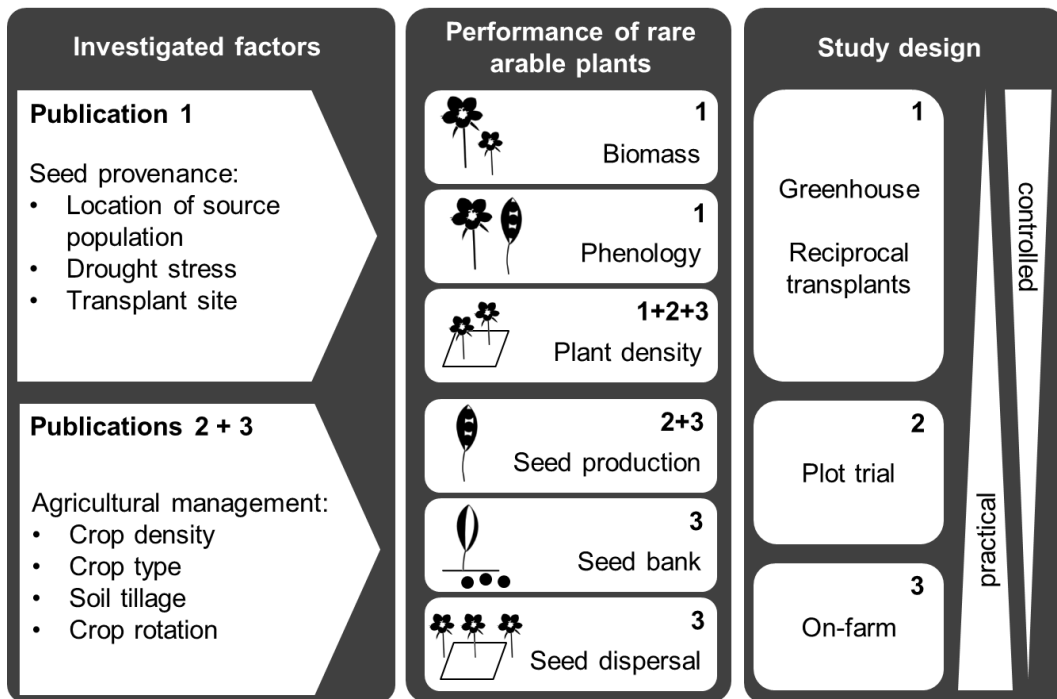 Investigated factors
Publication 1
Seed provenance:
• Location of source
population
• Drought stress
• Transplant site
Publications 2 + 3
Agricultural management:
• Crop density
• Crop type
• Soil tillage
• Crop rotation
Performance of rare
arable plants
1
Biomass
1
Phenology
1+2+3
Plant density
2+3
Seed production
3
Seed bank
3
Seed dispersal
Study design
1
Greenhouse
Reciprocal
transplants
2
Plot trial
3
On-farm
practical
controlled